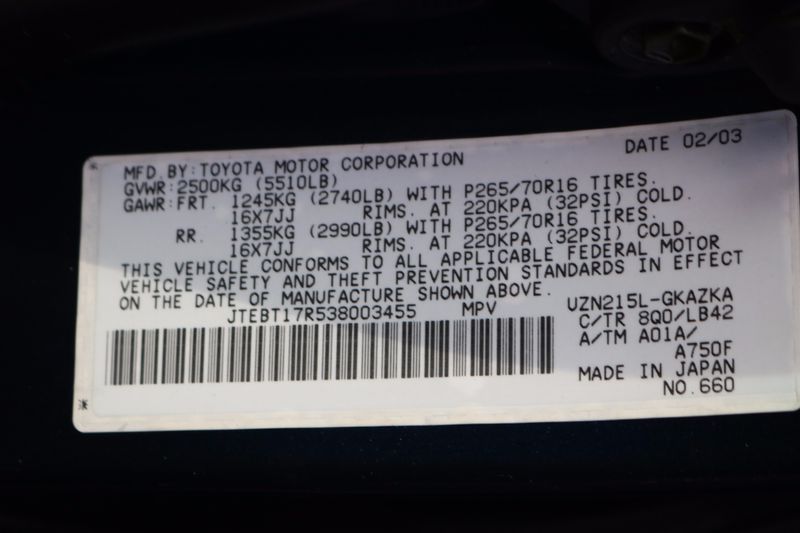 DATE 02/03
MFD.BY:TOYOTA MOTOR CORPORATION
GVWR:2500KG (5510LB)
GAWR:FRT. 1245KG (2740LB) WITH P265/70R16 TIRES.
16X7JJ RIMS. AT 220KPA (32PSI) COLD.
RR. 1355KG (2990LB) WITH P265/70R16 TIRES.
16X7JJ RIMS. AT 220KPA (32PSI) COLD.
THIS VEHICLE CONFORMS TO ALL APPLICABLE FEDERAL MOTOR
VEHICLE SAFETY AND THEFT PREVENTION STANDARDS IN EFFECT
ON THE DATE OF MANUFACTURE SHOWN ABOVE.
JTEBT17R538003455 MPV
UZN215L-GKAZKA
C/TR 8Q0/LB42
A/TM A01A/
A750F
MADE IN JAPAN
NO.660